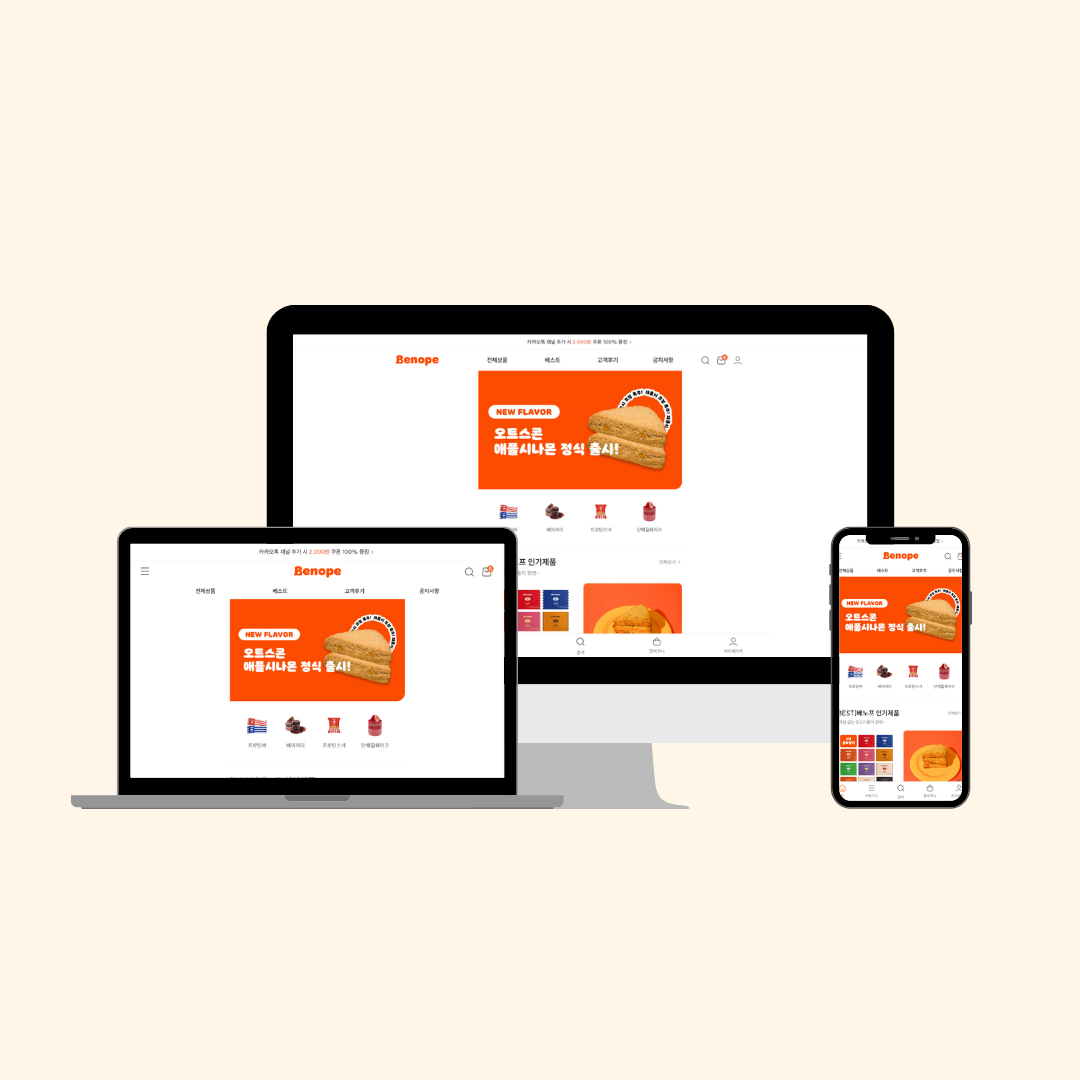 카카오톡 채널 추가 시 2,000원 쿠폰 100% 증정 >
Benope
전체상품 베스트 고객후기 공지사항
0
NEW FLAVOR
오트스콘
애플시나몬 정식 출시!
베이커리 프로틴스낵 단백질쉐이크
프 인기제품
전체보기 >
검색 장바구니 마이페이지
카카오톡 채널 추가 시 2,000원 쿠폰 100% 증정 >
Benope
0
전체상품 베스트 고객후기 공지사항
NEW FLAVOR
오트스콘
애플시나몬 정식 출시!
프로틴바 베이커리 프로틴스낵 단백질쉐이크
Benope
전체상품 베스트 고객후기 공지사항
NEW FLAVOR
오트스콘
애플시나몬 정식 출시!
프로틴바 베이커리 프로틴스낵 단백질쉐이크
BEST]베노프 인기제품
카테고리 검색 장바구니